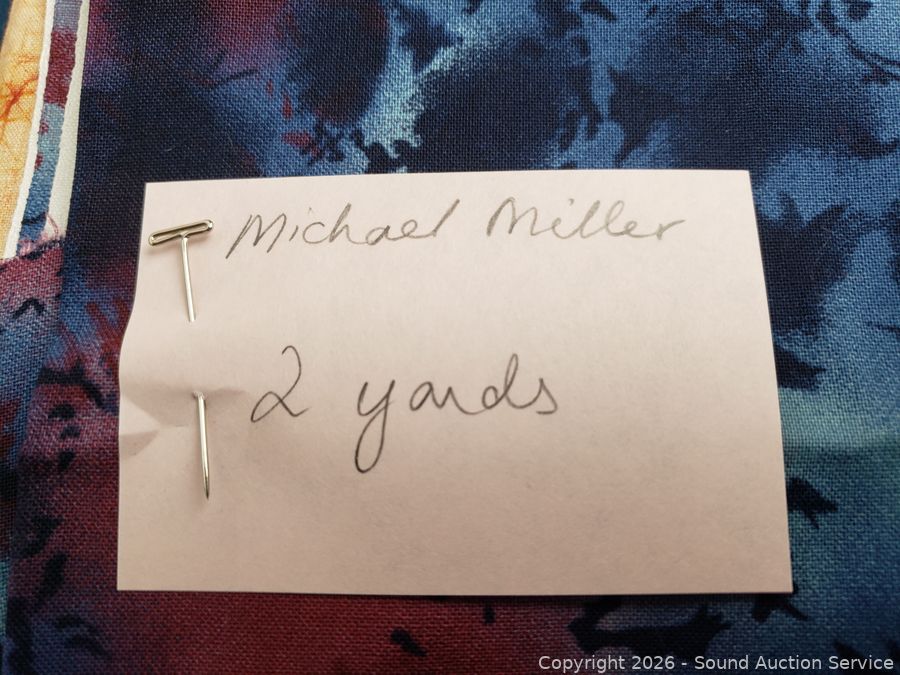 Michael Miller
2 yards
Copyright 2026 - Sound Auction Service